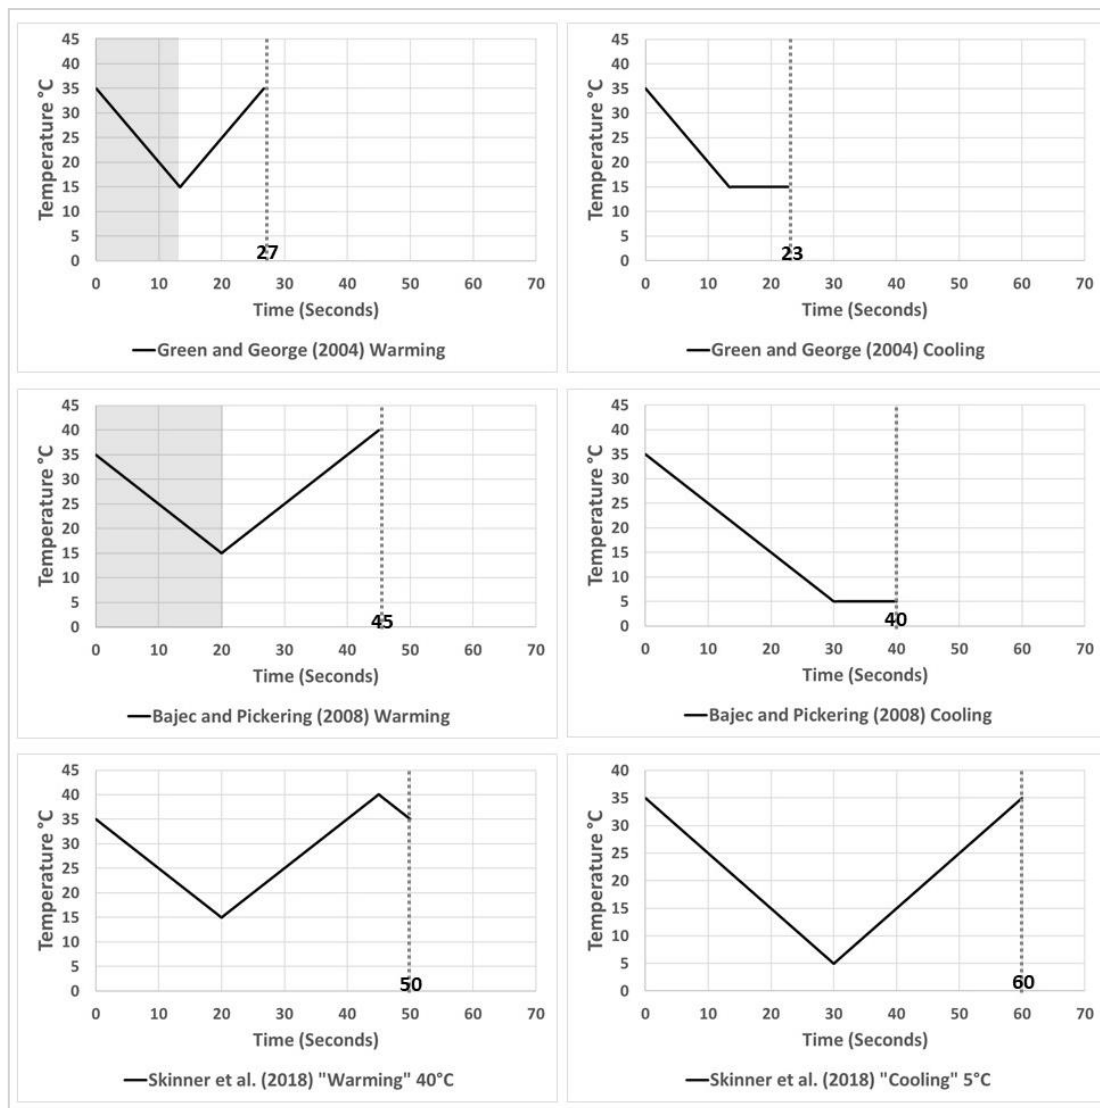 45
40
35
30
25
20
15
10
5
0
Temperature °C
27
0 10 20 30 40 50 60 70
Time (Seconds)
Green and George (2004) Warming
45
40
35
30
25
20
15
10
5
0
Temperature °C
23
0 10 20 30 40 50 60 70
Time (Seconds)
Green and George (2004) Cooling
45
40
35
30
25
20
15
10
5
0
Temperature °C
45
0 10 20 30 40 50 60 70
Time (Seconds)
Bajec and Pickering (2008) Warming
45
40
35
30
25
20
15
10
5
0
Temperature °C
40
0 10 20 30 40 50 60 70
Time (Seconds)
Bajec and Pickering (2008) Cooling
45
40
35
30
25
20
15
10
5
0
Temperature °C
50
0 10 20 30 40 50 60 70
Time (Seconds)
Skinner et al. (2018) "Warming" 40°C
40
35
30
25
20
15
10
5
0
Temperature °C
60
0 10 20 30 40 50 60 70
Time (Seconds)
Skinner et al. (2018) "Cooling" 5°C